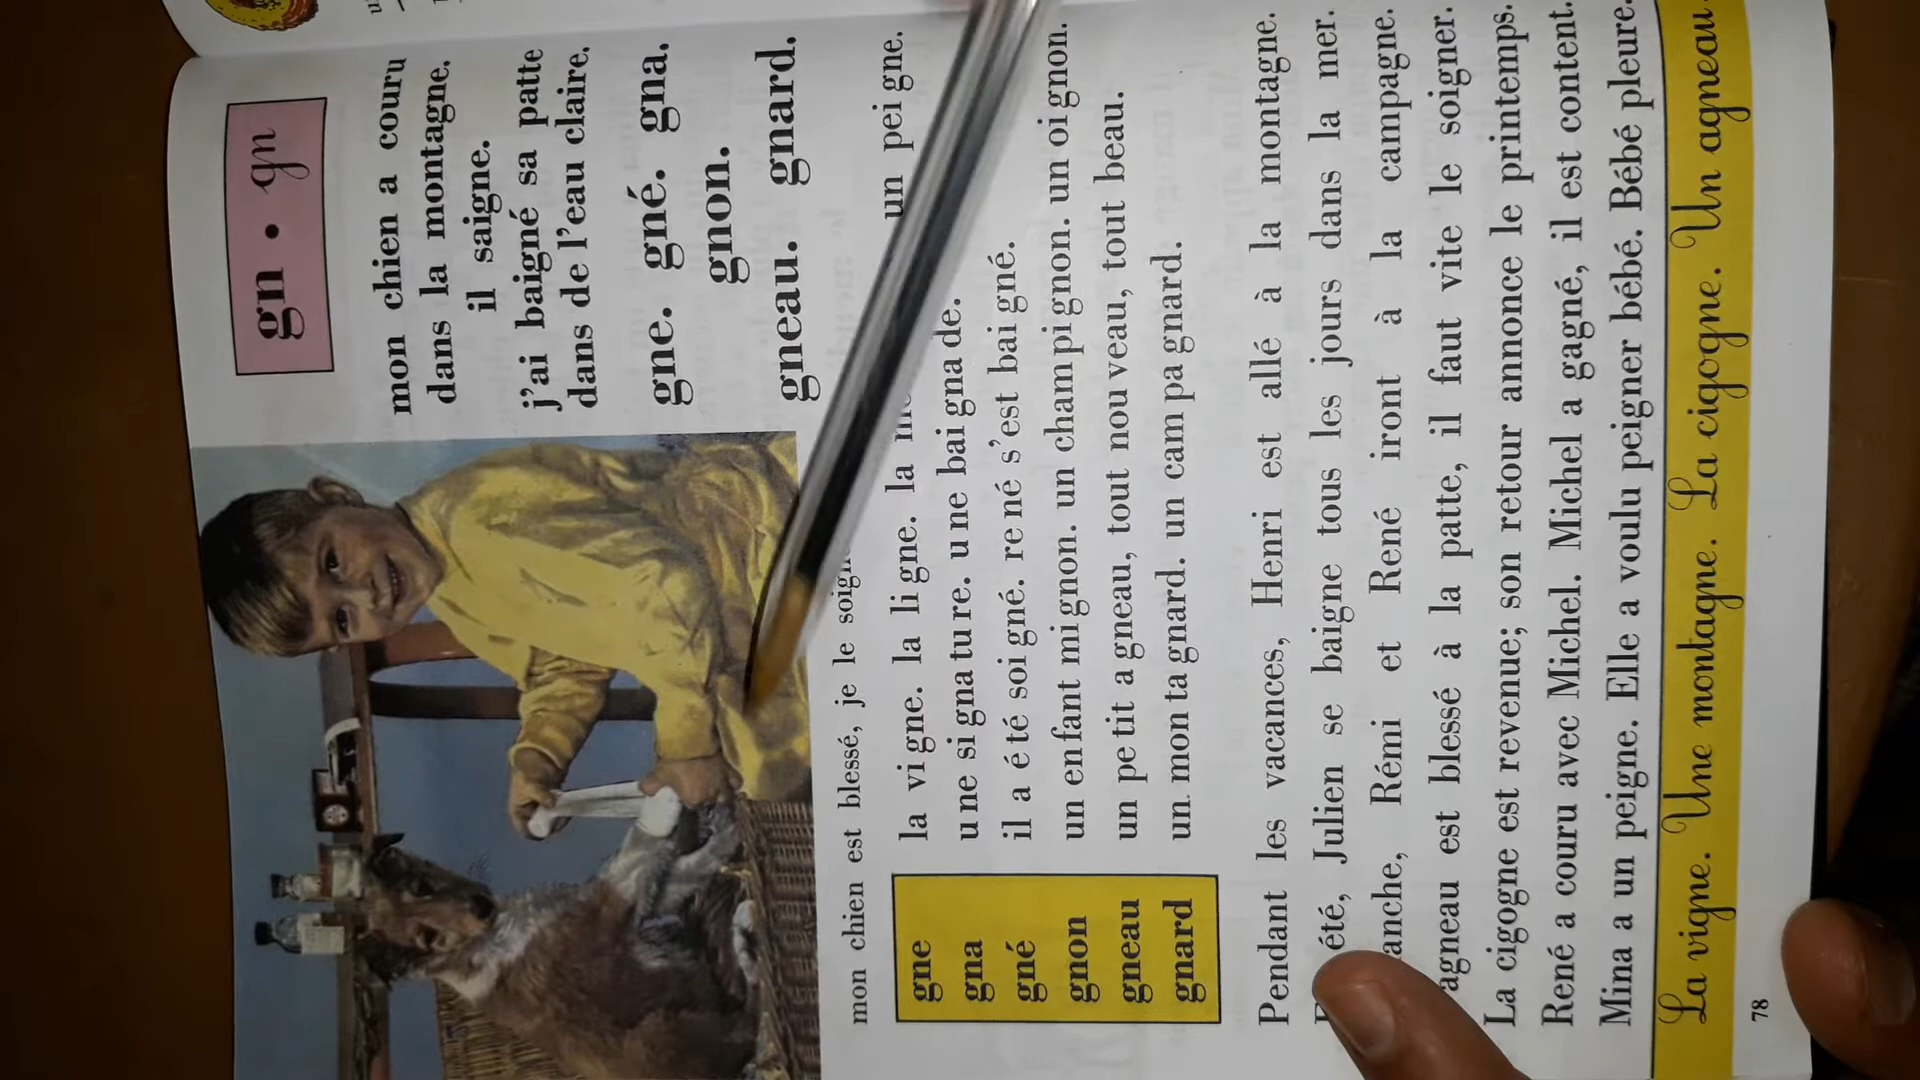 gn • gn
mon chien a couru
dans la montagne.
il saigne.
j'ai baigné sa patte
dans de l'eau claire.
gne. gné. gna.
gnon.
gneau. gnard.
mon chien est blessé, je le
gne
gna
gné
gnon
gneau
gnard
la vi gne. la li gne. la un pei gne.
u ne si gna tu re. u ne bai gna de.
il a é té soi gné. re né s'est bai gné.
un enfant mi gnon. un cham pi gnon. un oi gnon.
un pe tit a gneau, tout nou veau, tout beau.
un mon ta gnard. un cam pa gnard.
Pendant les vacances, Henri est allé à la montagne.
été, Julien se baigne tous les jours dans la mer.
Rémi et René iront à la campagne.
agneau est blessé à la patte, il faut vite le soigner.
La cigogne est revenue; son retour annonce le printemps.
René a couru avec Michel. Michel a gagné, il est content.
Mina a un peigne. Elle a voulu peigner bébé. Bébé pleure.
La vigne. Une montagne. La cigogne. Un agneau.
78